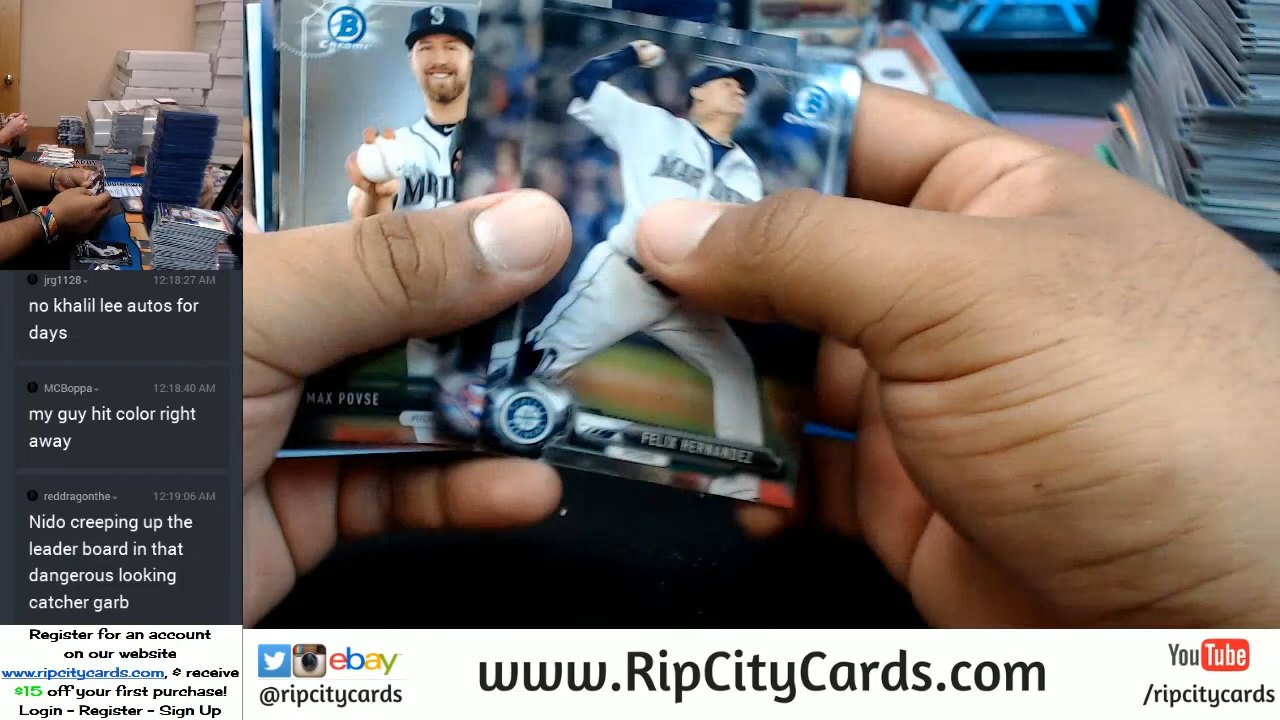 jrg1128
12:18:27 AM
no khalil lee autos for
days
MCBoppa
12:18:40 AM
my guy hit color right
away
reddragonthe
12:19:06 AM
Nido creeping up the
leader board in that
dangerous looking
catcher garb
Register for an account
on our website
www.ripcitycards.com, & receive
$15 off your first purchase!
Login - Register - Sign Up
B
Chrome
S
MARI
MAX POVSE
MAR
FELIX HERNANDEZ
ebay
@ripcitycards
www.RipCityCards.com
YouTube
/ripcitycards